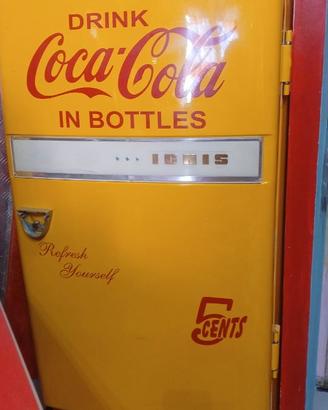 DRINK
Coca-Cola
IN BOTTLES
IGNIS
Refresh
Yourself
5
CENTS